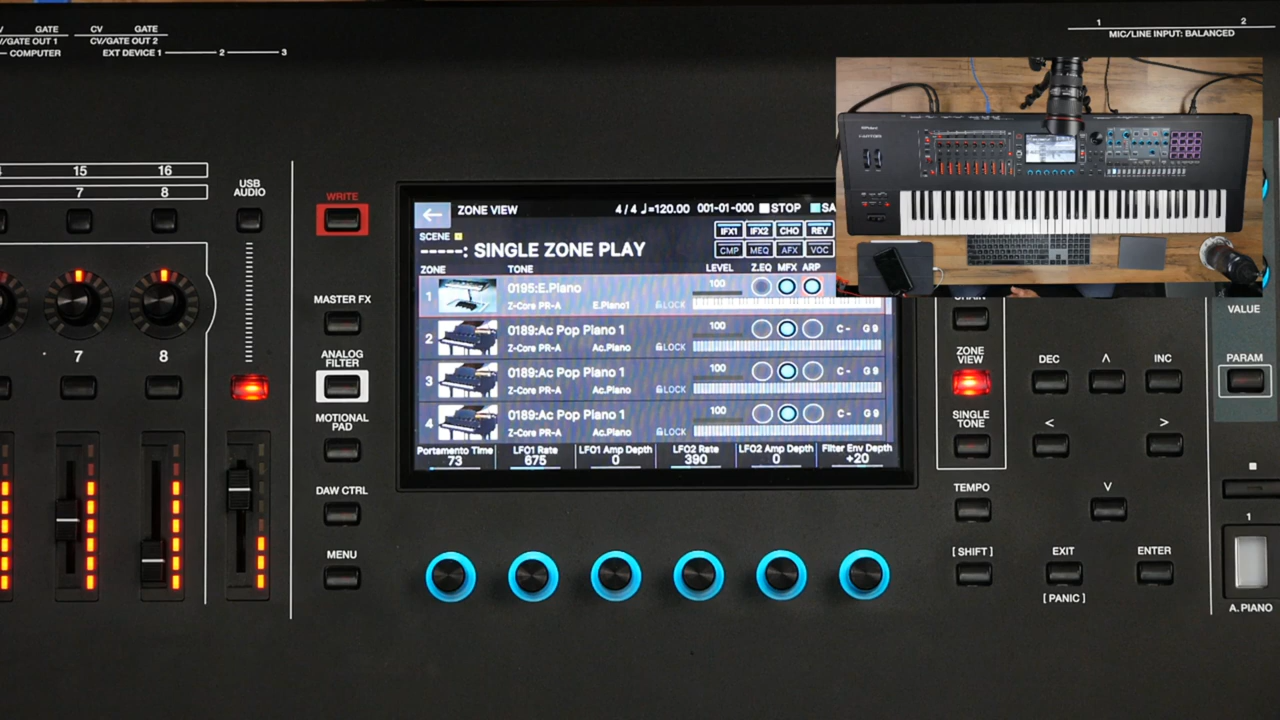 GATE CV GATE
/GATE OUT 1 CV/GATE OUT 2
COMPUTER EXT DEVICE 1 2 3
1 2
MIC/LINE INPUT: BALANCED
15 16
7 8
USB
AUDIO
7 8
WRITE
MASTER FX
ANALOG
FILTER
MOTIONAL
PAD
DAW CTRL
MENU
ZONE VIEW 4/4 ♩=120.00 001-01-000 STOP SA
SCENE
-----: SINGLE ZONE PLAY
IFX1 IFX2 CHO REV
CMP MEQ AFX VOC
ZONE TONE LEVEL Z.EQ MFX ARP
1 0195:E.Piano 100
Z-Core PR-A E.Piano1 LOCK
2 0189:Ac Pop Piano 1 100 C- G9
Z-Core PR-A Ac.Piano LOCK
3 0189:Ac Pop Piano 1 100 C- G9
Z-Core PR-A Ac.Piano LOCK
4 0189:Ac Pop Piano 1 100 C- G9
Z-Core PR-A Ac.Piano LOCK
Portamento Time LFO1 Rate LFO1 Amp Depth LFO2 Rate LFO2 Amp Depth Filter Env Depth
73 675 0 390 0 +20
ZONE
VIEW
SINGLE
TONE
TEMPO
[SHIFT]
DEC ∧ INC
< >
∨
EXIT ENTER
[PANIC]
VALUE
PARAM
1
A. PIANO